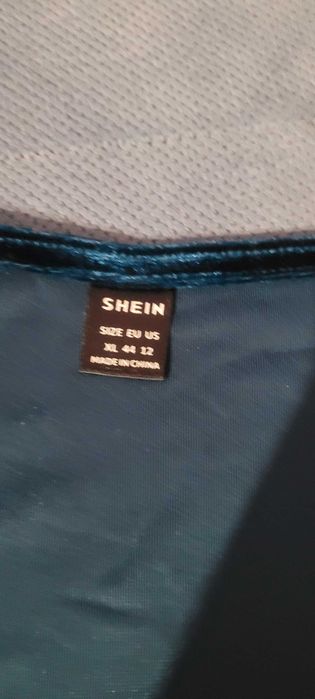 SHEIN
SIZE EU US
XL 44 12
MADE IN CHINA